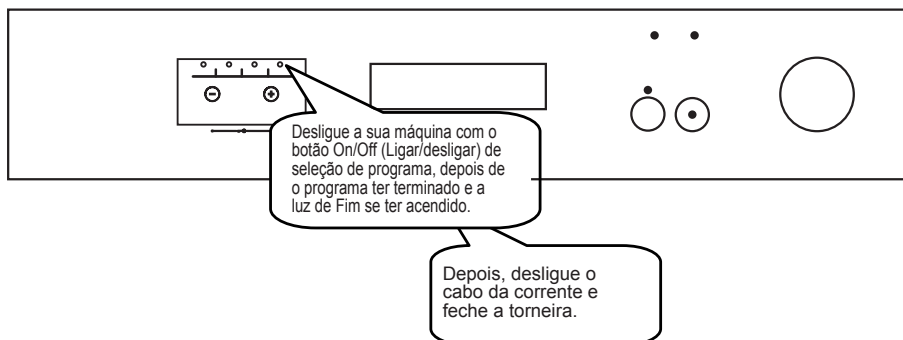 Desligue a sua máquina com o
botão On/Off (Ligar/desligar) de
seleção de programa, depois de
o programa ter terminado e a
luz de Fim se ter acendido.
Depois, desligue o
cabo da corrente e
feche a torneira.